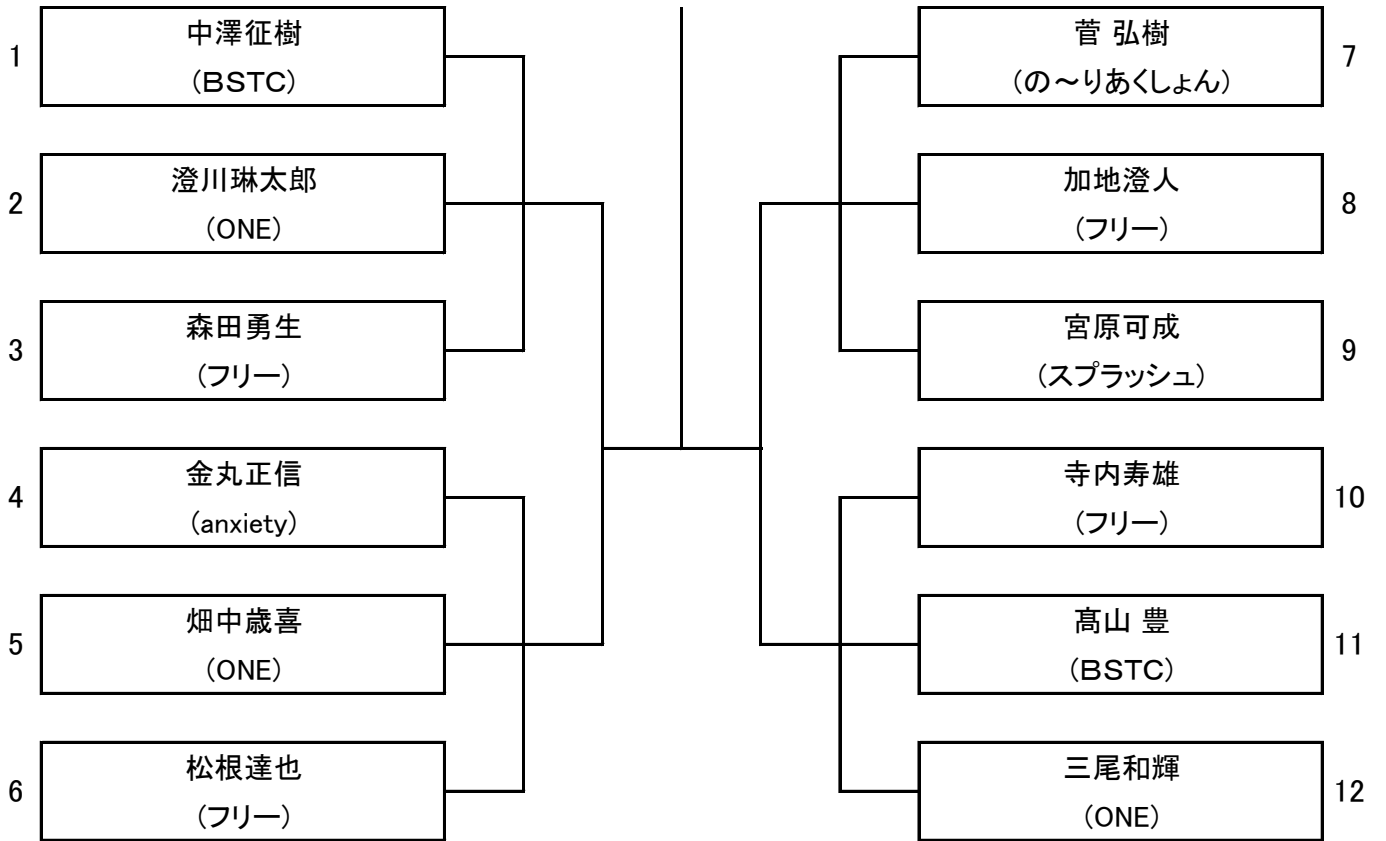 1
中澤征樹
（ＢＳＴＣ）
2
澄川琳太郎
（ONE）
3
森田勇生
（フリー）
4
金丸正信
（anxiety）
5
畑中歳喜
（ONE）
6
松根達也
（フリー）
菅 弘樹
（の～りあくしょん）
7
加地澄人
（フリー）
8
宮原可成
（スプラッシュ）
9
寺内寿雄
（フリー）
10
髙山 豊
（ＢＳＴＣ）
11
三尾和輝
（ONE）
12